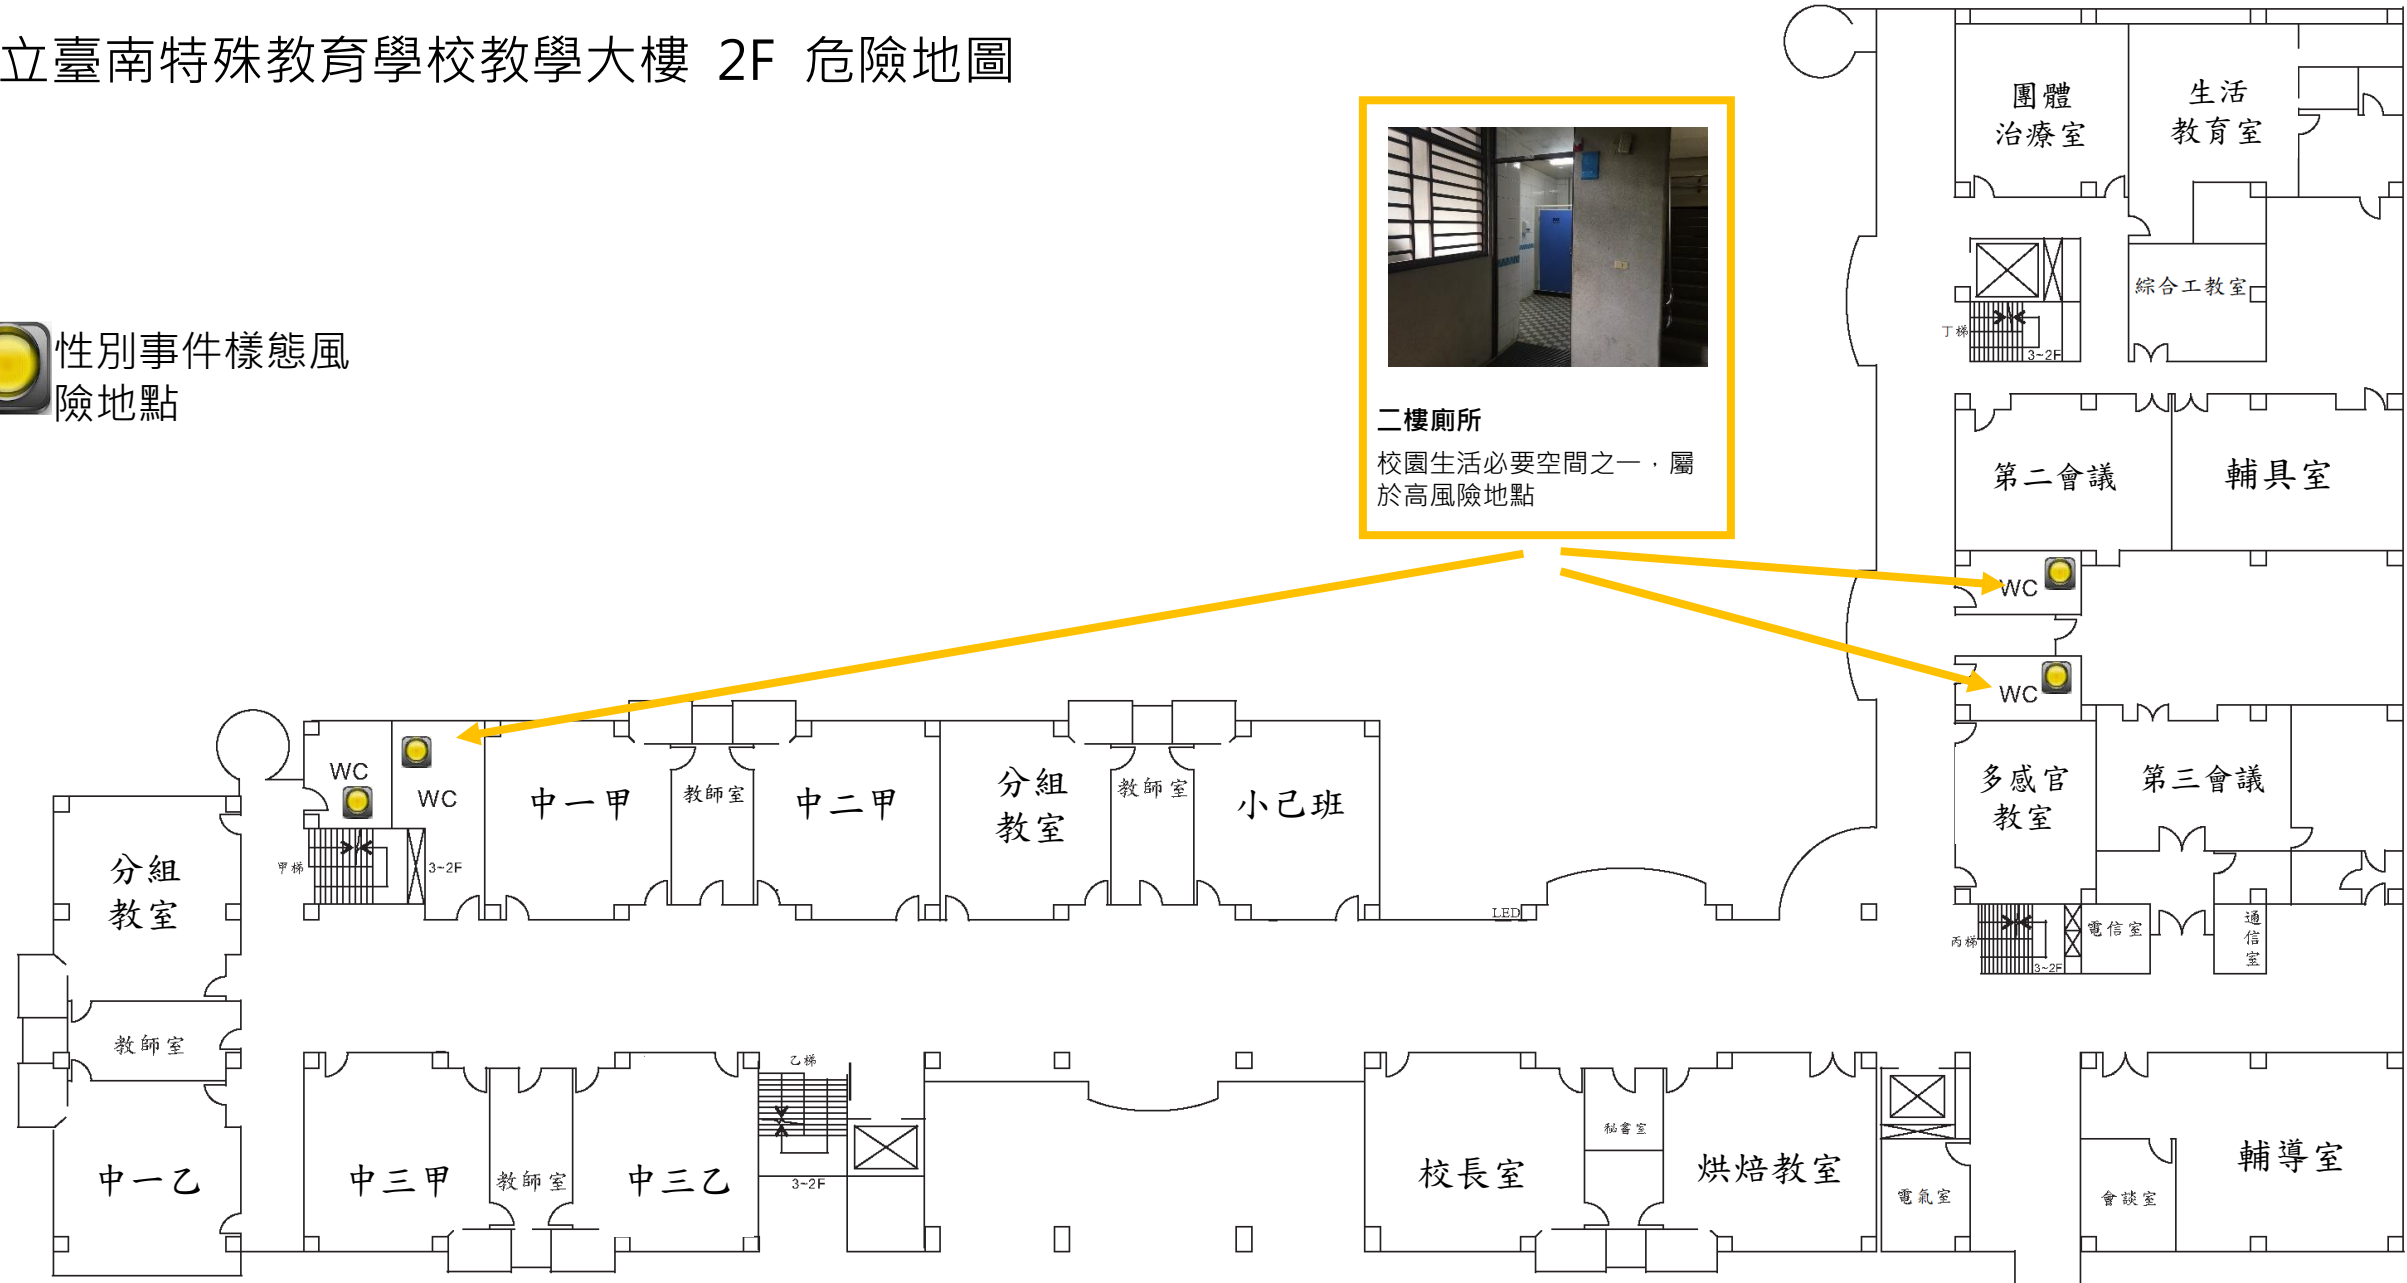 立臺南特殊教育學校教學大樓 2F 危險地圖
性別事件樣態風
險地點
二樓廁所
校園生活必要空間之一，屬
於高風險地點
團體
治療室
生活
教育室
綜合工教室
丁梯
3~2F
第二會議
輔具室
WC
WC
多感官
教室
第三會議
丙梯
3~2F
電信室
通
信
室
WC
WC
甲梯
3~2F
中一甲
教師室
中二甲
分組
教室
教師室
小己班
LED
分組
教室
教師室
中一乙
中三甲
教師室
中三乙
乙梯
3~2F
校長室
秘書室
烘焙教室
電氣室
會談室
輔導室